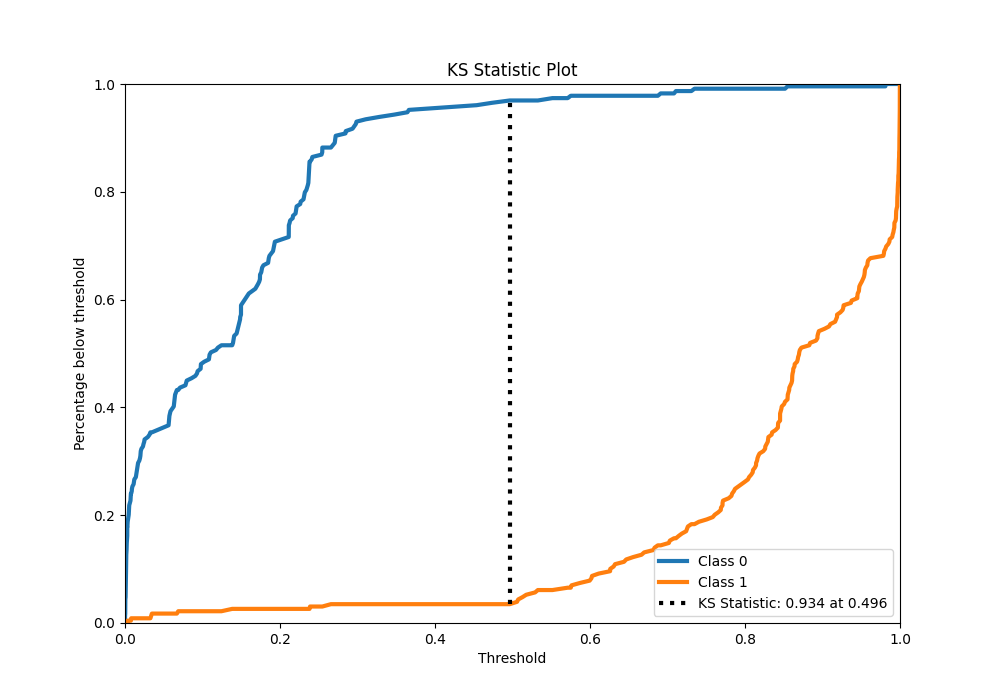 KS Statistic Plot
1.0
0.8
0.6
0.4
0.2
0.0
Percentage below threshold
0.0 0.2 0.4 0.6 0.8 1.0
Threshold
Class 0
Class 1
KS Statistic: 0.934 at 0.496